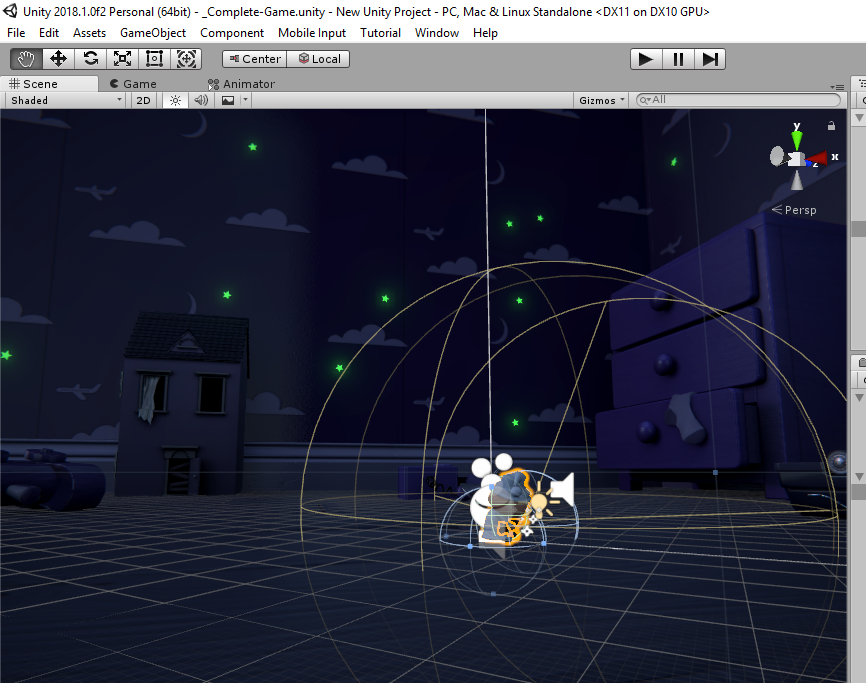 Unity 2018.1.0f2 Personal (64bit) - _Complete-Game.unity - New Unity Project - PC, Mac & Linux Standalone <DX11 on DX10 GPU>
File Edit Assets GameObject Component Mobile Input Tutorial Window Help
Center Local
Scene Game Animator
Shaded 2D Gizmos All
y
x
z
Persp